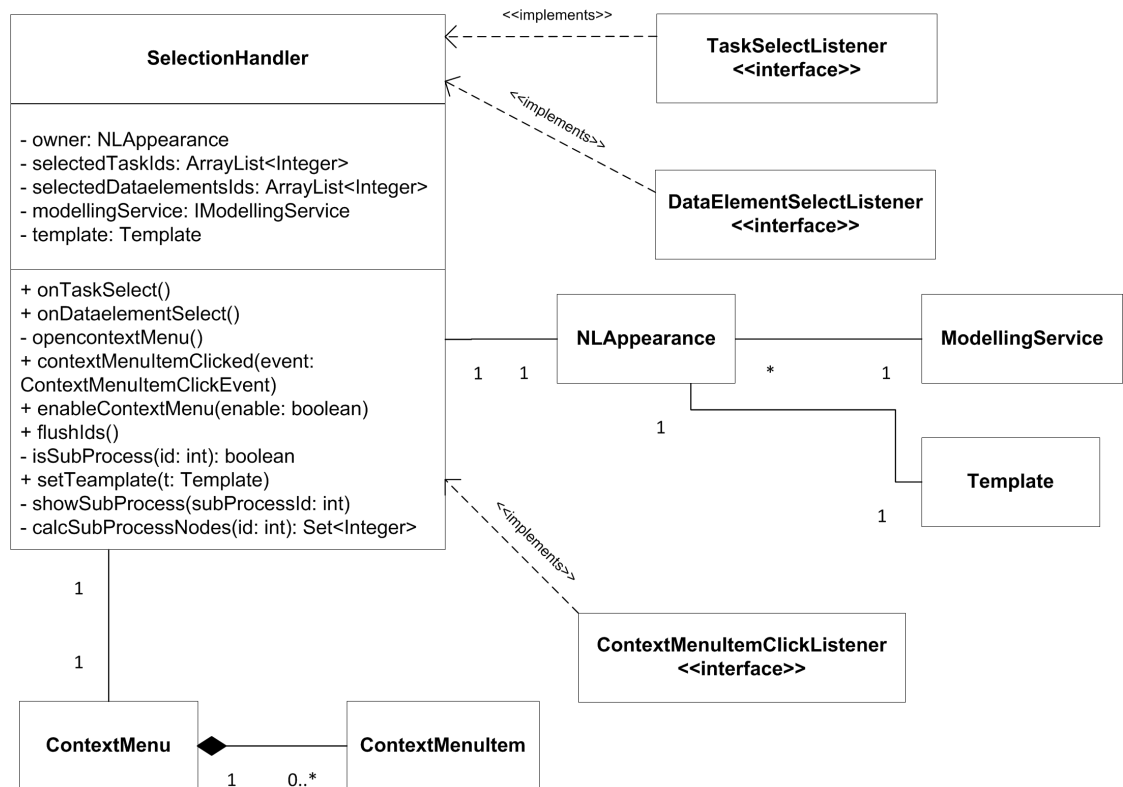 <<implements>>
SelectionHandler
TaskSelectListener
<<interface>>
<<implements>>
- owner: NLAppearance
- selectedTaskIds: ArrayList<Integer>
- selectedDataelementsIds: ArrayList<Integer>
- modellingService: IModellingService
- template: Template
DataElementSelectListener
<<interface>>
+ onTaskSelect()
+ onDataelementSelect()
- opencontextMenu()
+ contextMenuItemClicked(event:
ContextMenuItemClickEvent)
+ enableContextMenu(enable: boolean)
+ flushIds()
- isSubProcess(id: int): boolean
+ setTeamplate(t: Template)
- showSubProcess(subProcessId: int)
- calcSubProcessNodes(id: int): Set<Integer>
NLAppearance
ModellingService
1 1
* 1
1
Template
1
<<implements>>
1
1
ContextMenuItemClickListener
<<interface>>
ContextMenu
ContextMenuItem
1 0..*